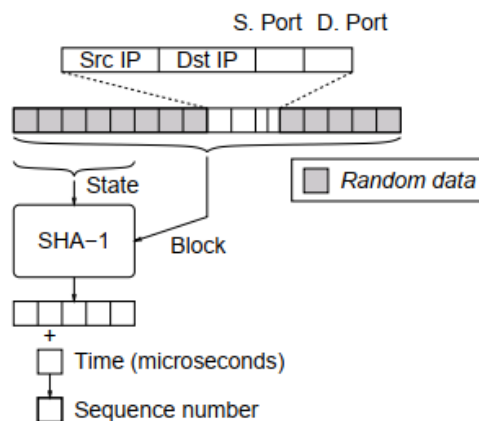 S. Port D. Port
Src IP Dst IP
State
Random data
SHA−1
Block
+
Time (microseconds)
Sequence number